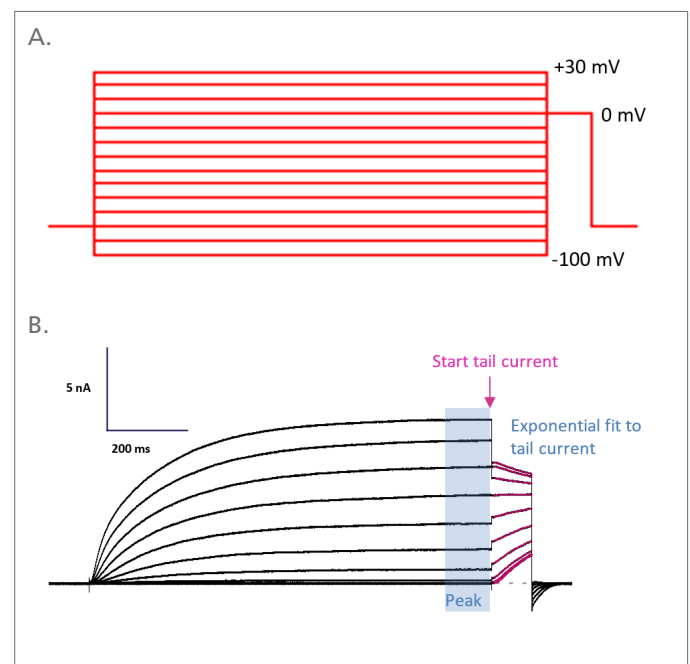 A.
+30 mV
0 mV
-100 mV
B.
Start tail current
5 nA
Exponential fit to
tail current
200 ms
Peak